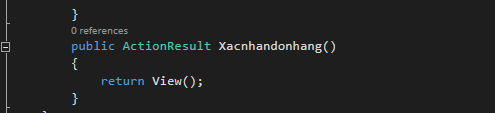 }
0 references
public ActionResult Xacnhandonhang()
{
return View();
}
}